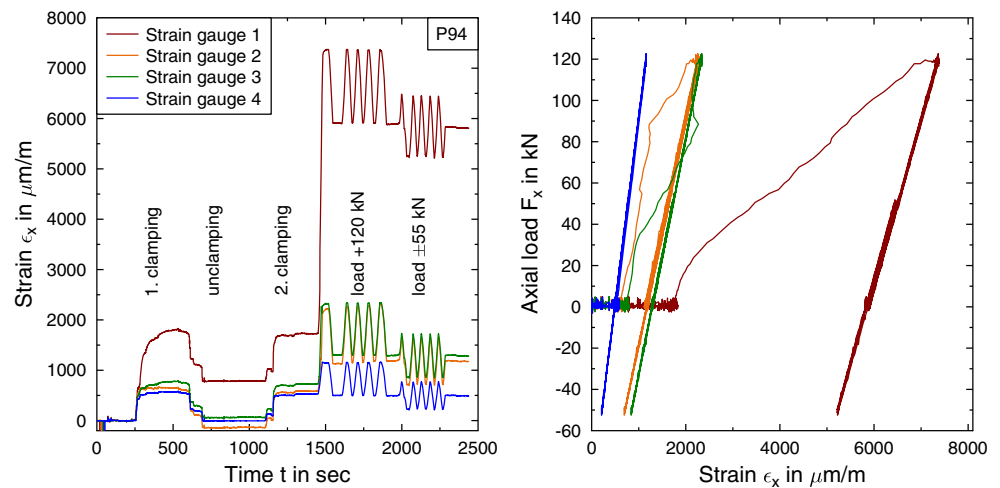 8000
7000
6000
5000
4000
3000
2000
1000
0
Strain ϵx in μm/m
Strain gauge 1
Strain gauge 2
Strain gauge 3
Strain gauge 4
P94
1. clamping
unclamping
2. clamping
load +120 kN
load ±55 kN
0 500 1000 1500 2000 2500
Time t in sec
140
120
100
80
60
40
20
0
-20
-40
-60
Axial load Fx in kN
0 2000 4000 6000 8000
Strain ϵx in μm/m